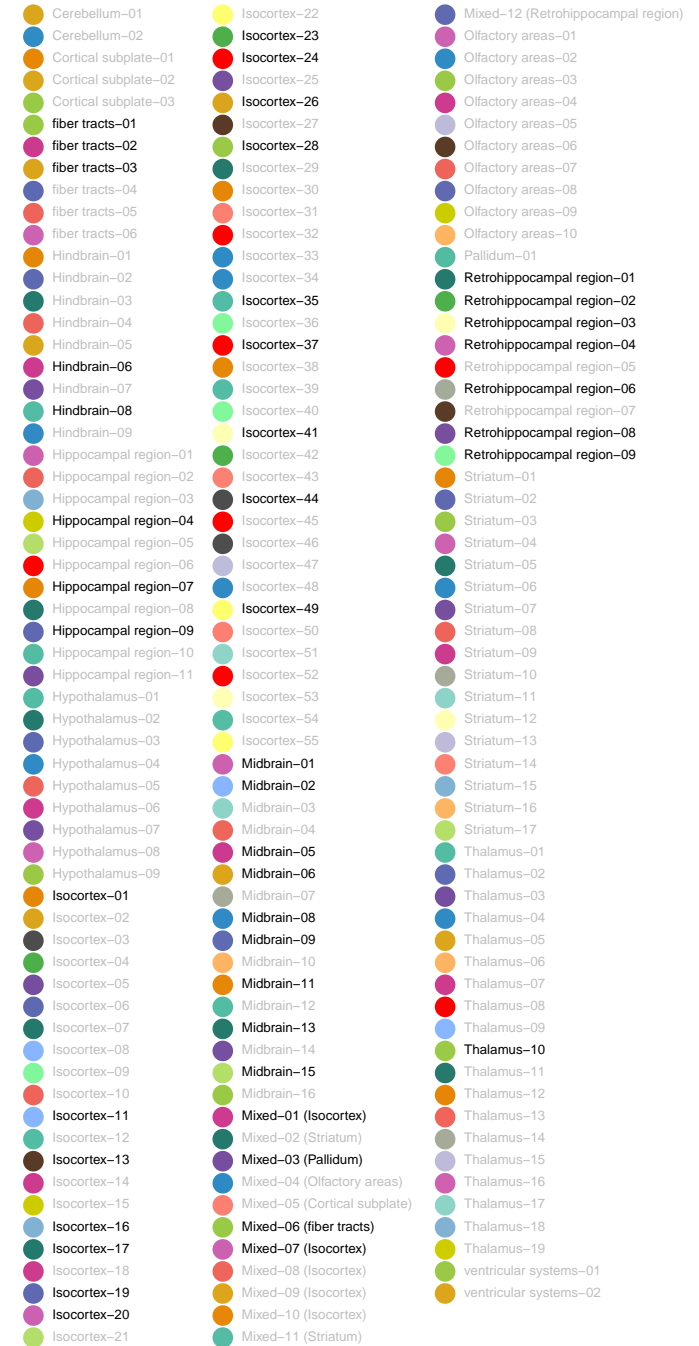 Cerebellum−01
Cerebellum−02
Cortical subplate−01
Cortical subplate−02
Cortical subplate−03
fiber tracts−01
fiber tracts−02
fiber tracts−03
fiber tracts−04
fiber tracts−05
fiber tracts−06
Hindbrain−01
Hindbrain−02
Hindbrain−03
Hindbrain−04
Hindbrain−05
Hindbrain−06
Hindbrain−07
Hindbrain−08
Hindbrain−09
Hippocampal region−01
Hippocampal region−02
Hippocampal region−03
Hippocampal region−04
Hippocampal region−05
Hippocampal region−06
Hippocampal region−07
Hippocampal region−08
Hippocampal region−09
Hippocampal region−10
Hippocampal region−11
Hypothalamus−01
Hypothalamus−02
Hypothalamus−03
Hypothalamus−04
Hypothalamus−05
Hypothalamus−06
Hypothalamus−07
Hypothalamus−08
Hypothalamus−09
Isocortex−01
Isocortex−02
Isocortex−03
Isocortex−04
Isocortex−05
Isocortex−06
Isocortex−07
Isocortex−08
Isocortex−09
Isocortex−10
Isocortex−11
Isocortex−12
Isocortex−13
Isocortex−14
Isocortex−15
Isocortex−16
Isocortex−17
Isocortex−18
Isocortex−19
Isocortex−20
Isocortex−21
Isocortex−22
Isocortex−23
Isocortex−24
Isocortex−25
Isocortex−26
Isocortex−27
Isocortex−28
Isocortex−29
Isocortex−30
Isocortex−31
Isocortex−32
Isocortex−33
Isocortex−34
Isocortex−35
Isocortex−36
Isocortex−37
Isocortex−38
Isocortex−39
Isocortex−40
Isocortex−41
Isocortex−42
Isocortex−43
Isocortex−44
Isocortex−45
Isocortex−46
Isocortex−47
Isocortex−48
Isocortex−49
Isocortex−50
Isocortex−51
Isocortex−52
Isocortex−53
Isocortex−54
Isocortex−55
Midbrain−01
Midbrain−02
Midbrain−03
Midbrain−04
Midbrain−05
Midbrain−06
Midbrain−07
Midbrain−08
Midbrain−09
Midbrain−10
Midbrain−11
Midbrain−12
Midbrain−13
Midbrain−14
Midbrain−15
Midbrain−16
Mixed−01 (Isocortex)
Mixed−02 (Striatum)
Mixed−03 (Pallidum)
Mixed−04 (Olfactory areas)
Mixed−05 (Cortical subplate)
Mixed−06 (fiber tracts)
Mixed−07 (Isocortex)
Mixed−08 (Isocortex)
Mixed−09 (Isocortex)
Mixed−10 (Isocortex)
Mixed−11 (Striatum)
Mixed−12 (Retrohippocampal region)
Olfactory areas−01
Olfactory areas−02
Olfactory areas−03
Olfactory areas−04
Olfactory areas−05
Olfactory areas−06
Olfactory areas−07
Olfactory areas−08
Olfactory areas−09
Olfactory areas−10
Pallidum−01
Retrohippocampal region−01
Retrohippocampal region−02
Retrohippocampal region−03
Retrohippocampal region−04
Retrohippocampal region−05
Retrohippocampal region−06
Retrohippocampal region−07
Retrohippocampal region−08
Retrohippocampal region−09
Striatum−01
Striatum−02
Striatum−03
Striatum−04
Striatum−05
Striatum−06
Striatum−07
Striatum−08
Striatum−09
Striatum−10
Striatum−11
Striatum−12
Striatum−13
Striatum−14
Striatum−15
Striatum−16
Striatum−17
Thalamus−01
Thalamus−02
Thalamus−03
Thalamus−04
Thalamus−05
Thalamus−06
Thalamus−07
Thalamus−08
Thalamus−09
Thalamus−10
Thalamus−11
Thalamus−12
Thalamus−13
Thalamus−14
Thalamus−15
Thalamus−16
Thalamus−17
Thalamus−18
Thalamus−19
ventricular systems−01
ventricular systems−02